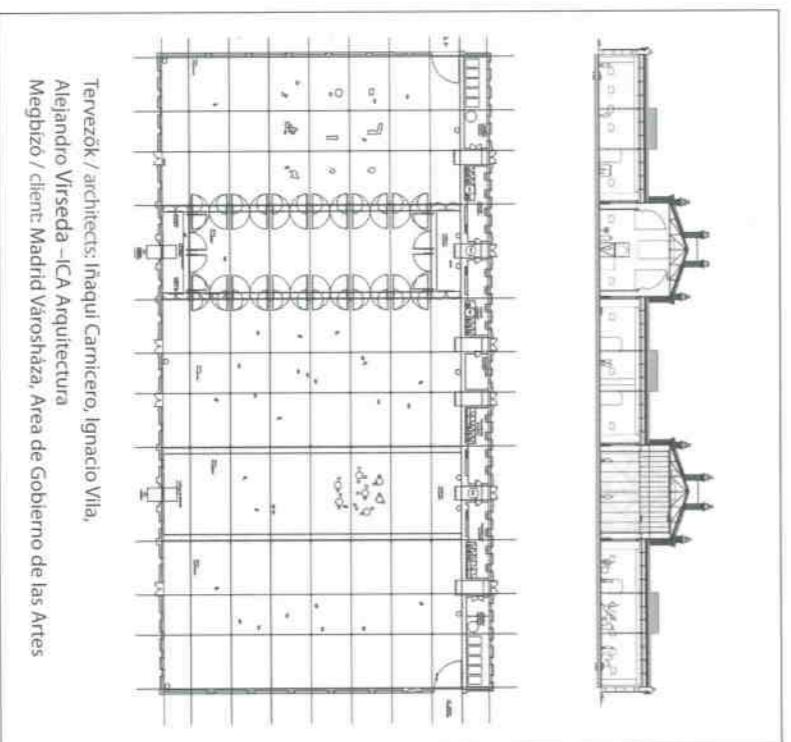 Tervezők / architects: Iñaqui Carnicero, Ignacio Vila,
Alejandro Vírseda –ICA Arquitectura
Megbízó / client: Madrid Városháza, Area de Gobierno de las Artes